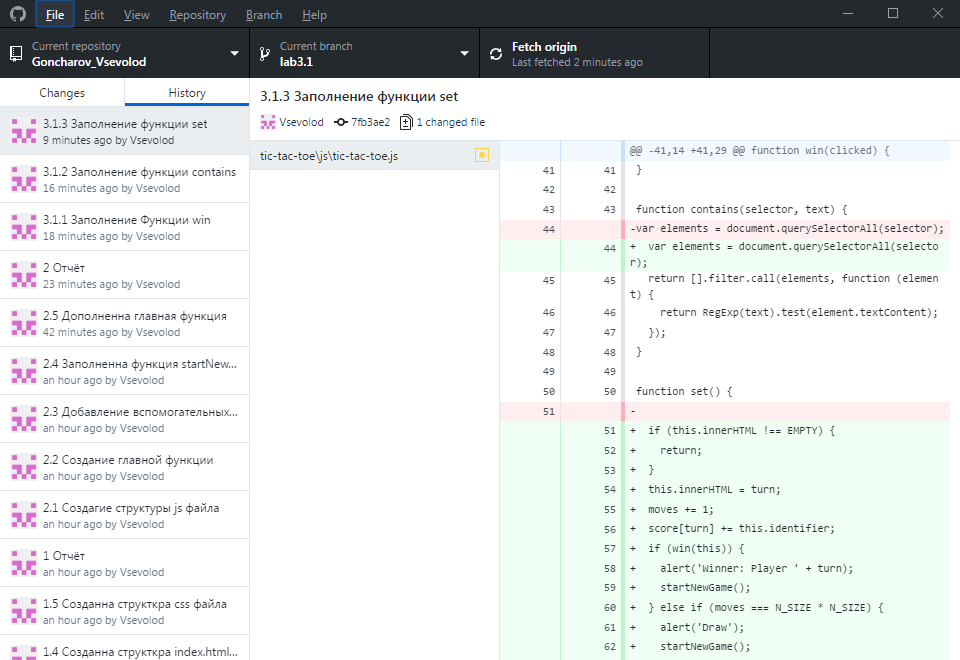 File Edit View Repository Branch Help
Current repository
Goncharov_Vsevolod
Current branch
lab3.1
Fetch origin
Last fetched 2 minutes ago
Changes History
3.1.3 Заполнение функции set
9 minutes ago by Vsevolod
3.1.2 Заполнение функции contains
16 minutes ago by Vsevolod
3.1.1 Заполнение Функции win
18 minutes ago by Vsevolod
2 Отчёт
23 minutes ago by Vsevolod
2.5 Дополненна главная функция
42 minutes ago by Vsevolod
2.4 Заполненна функция startNew...
an hour ago by Vsevolod
2.3 Добавление вспомогательных...
an hour ago by Vsevolod
2.2 Создание главной функции
an hour ago by Vsevolod
2.1 Создагие структуры js файла
an hour ago by Vsevolod
1 Отчёт
an hour ago by Vsevolod
1.5 Созданна структкра css файла
an hour ago by Vsevolod
1.4 Созданна структкра index.html...
3.1.3 Заполнение функции set
Vsevolod 7fb3ae2 1 changed file
tic-tac-toe\js\tic-tac-toe.js
@@ -41,14 +41,29 @@ function win(clicked) {
41 41 }
42 42
43 43 function contains(selector, text) {
44 -var elements = document.querySelectorAll(selector);
44 + var elements = document.querySelectorAll(selecto
r);
45 45 return [].filter.call(elements, function (elemen
t) {
46 46 return RegExp(text).test(element.textContent);
47 47 });
48 48 }
49 49
50 50 function set() {
51 -
51 + if (this.innerHTML !== EMPTY) {
52 + return;
53 + }
54 + this.innerHTML = turn;
55 + moves += 1;
56 + score[turn] += this.identifier;
57 + if (win(this)) {
58 + alert('Winner: Player ' + turn);
59 + startNewGame();
60 + } else if (moves === N_SIZE * N_SIZE) {
61 + alert('Draw');
62 + startNewGame();